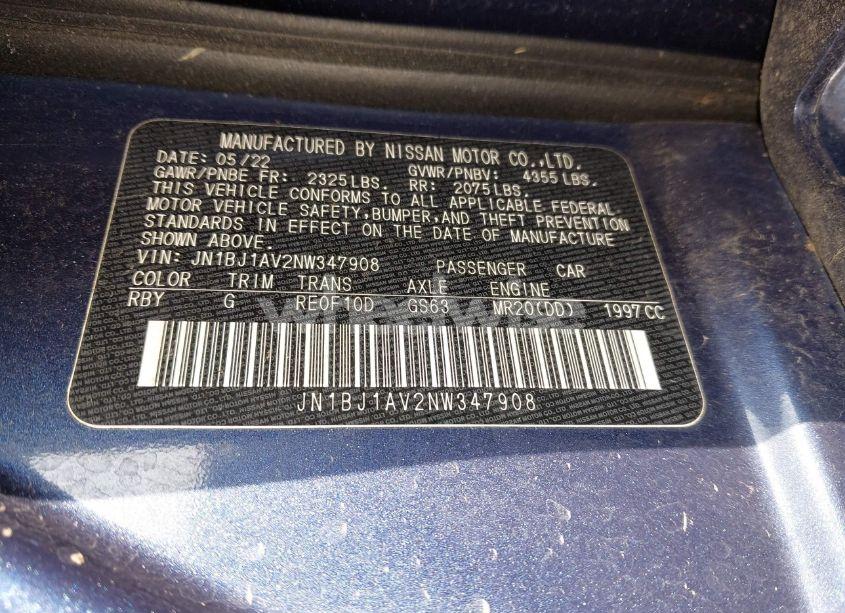 MANUFACTURED BY NISSAN MOTOR CO.,LTD.
DATE: 05/22 GVWR/PNBV: 4355 LBS.
GAWR/PNBE FR: 2325 LBS. RR: 2075 LBS.
THIS VEHICLE CONFORMS TO ALL APPLICABLE FEDERAL
MOTOR VEHICLE SAFETY, BUMPER, AND THEFT PREVENTION
STANDARDS IN EFFECT ON THE DATE OF MANUFACTURE
SHOWN ABOVE.
VIN: JN1BJ1AV2NW347908 PASSENGER CAR
COLOR TRIM TRANS AXLE ENGINE
RBY G RE0F10D GS63 MR20(DD) 1997 CC
JN1BJ1AV2NW347908